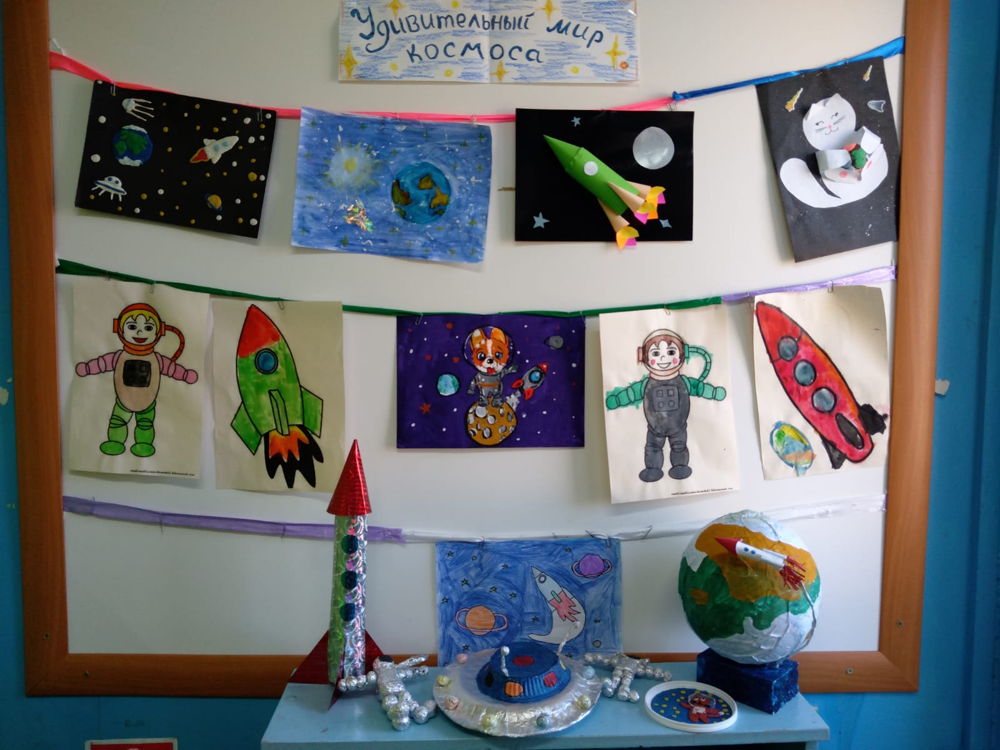 Удивительный мир
космоса